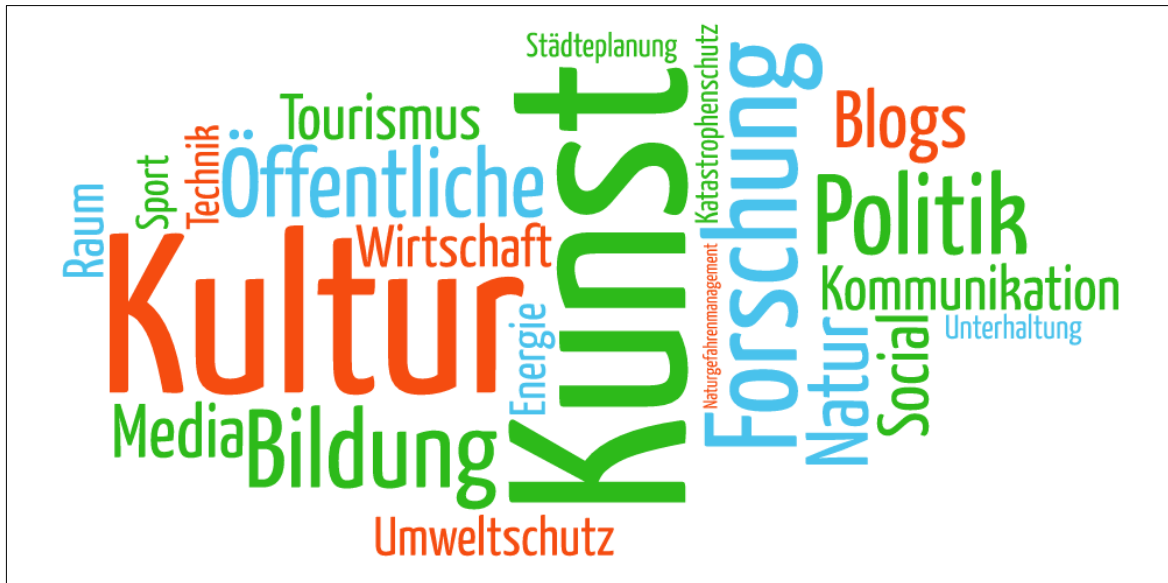 Städteplanung
Katastrophenschutz
Tourismus
Öffentliche
Kunst
Forschung
Blogs
Sport
Technik
Raum
Kultur
Wirtschaft
Politik
Kommunikation
Naturgefahrenmanagement
Energie
Natur
Social
Unterhaltung
Media
Bildung
Umweltschutz